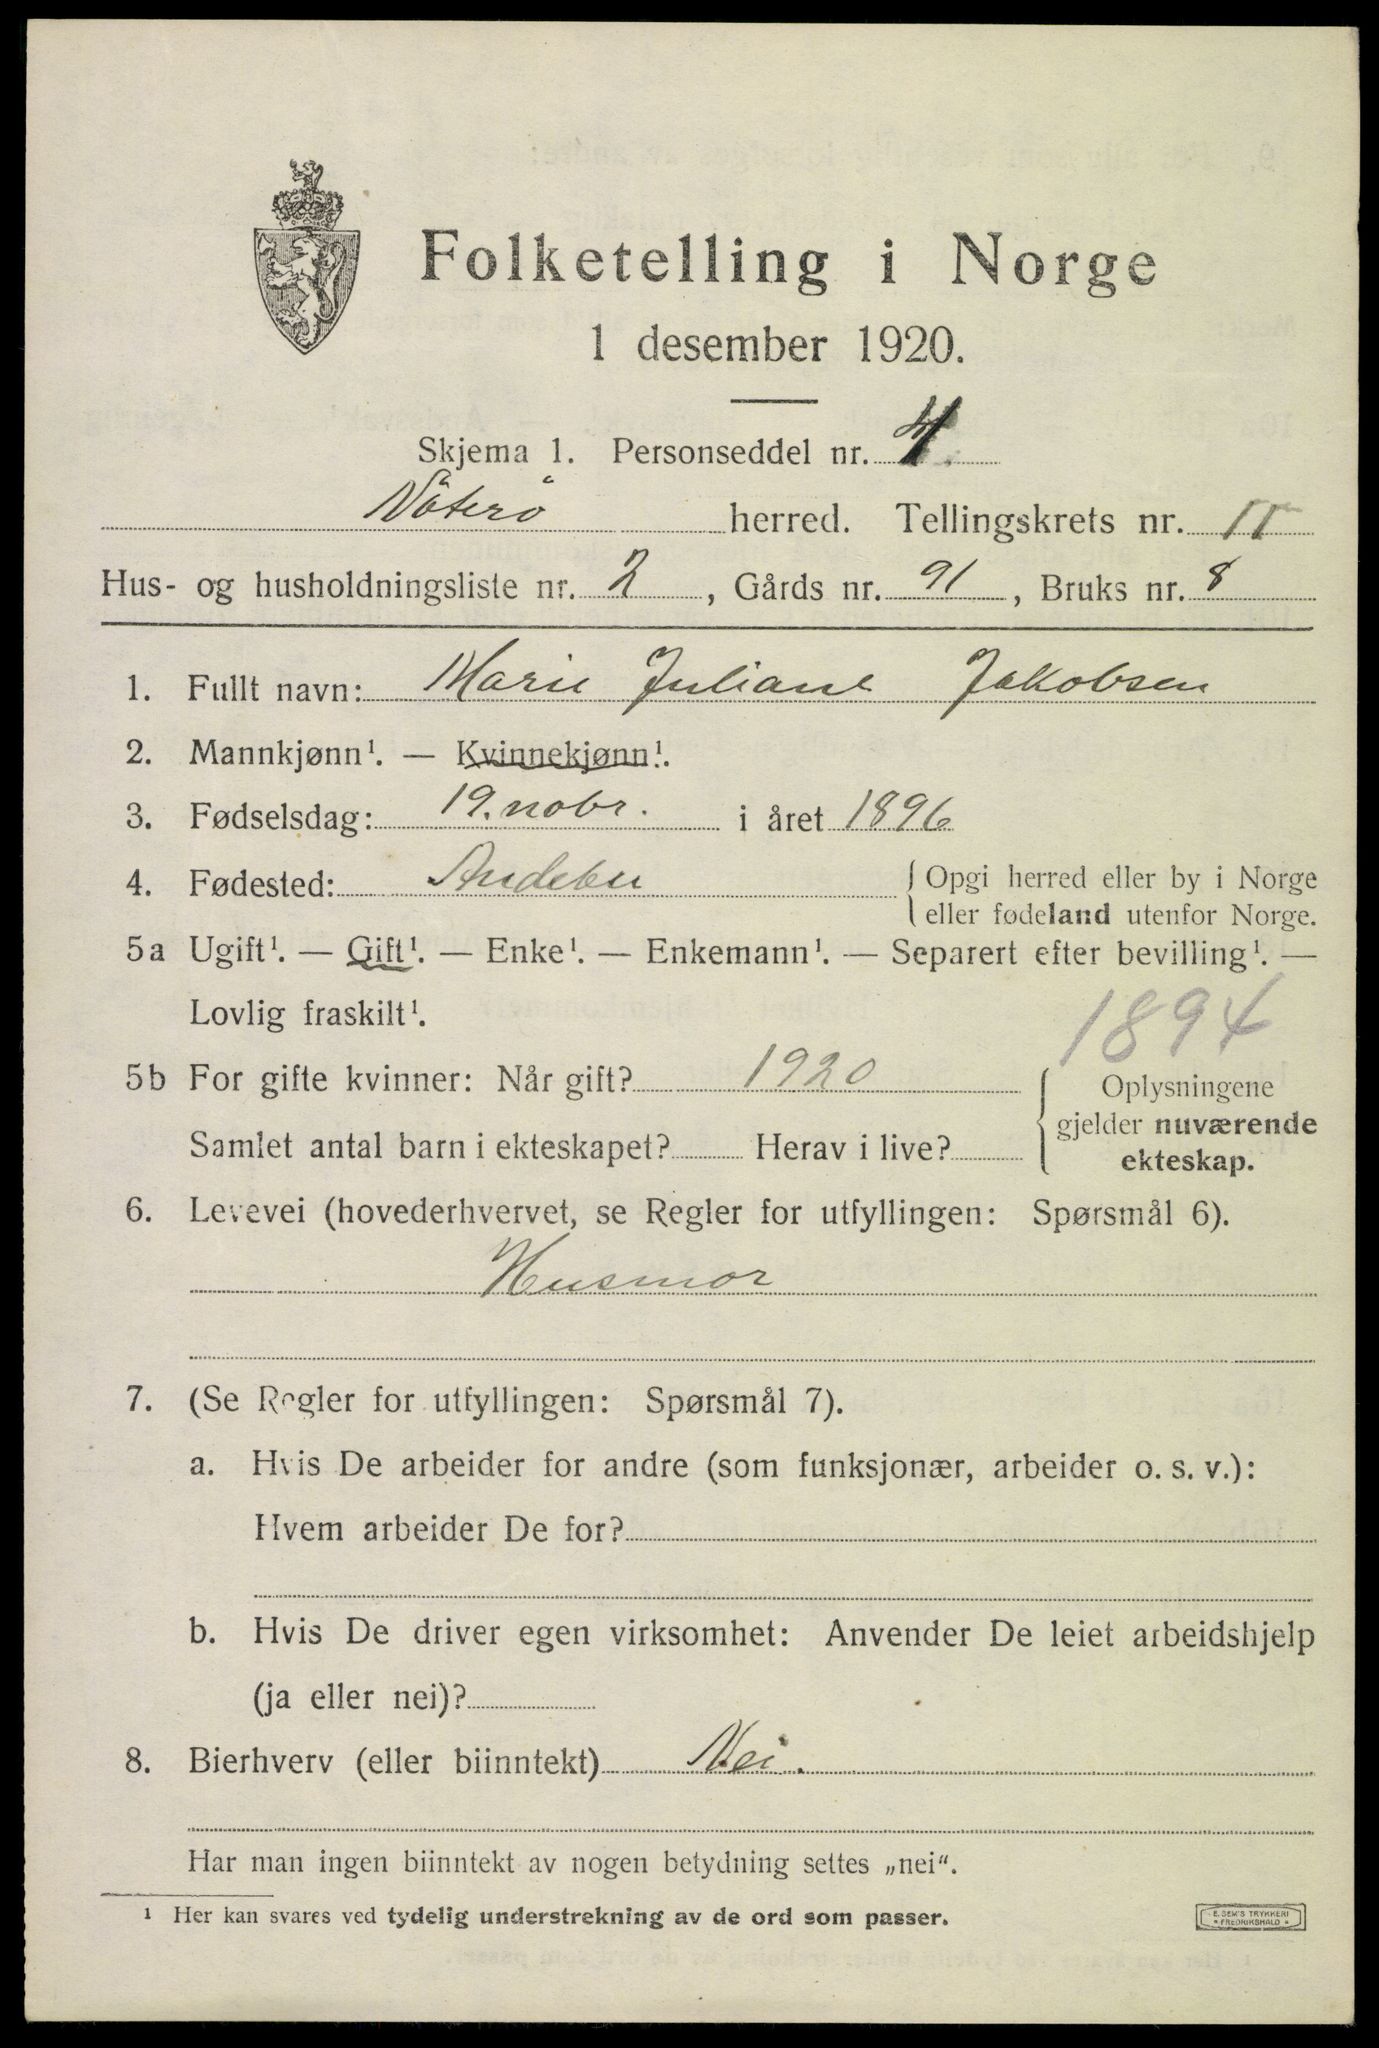 Folketelling i Norge
1 desember 1920.
Skjema 1. Personseddel nr. 4
Nøterø herred. Tellingskrets nr. 11
Hus- og husholdningsliste nr. 2, Gårds nr. 91, Bruks nr. 8
1. Fullt navn: Marie Juliane Jakobsen
2. Mannkjønn¹. — Kvinnekjønn¹.
3. Fødselsdag: 19. nobr. i året 1896
4. Fødested: Andebu { Opgi herred eller by i Norge
eller fødeland utenfor Norge.
5a Ugift¹. — Gift¹. — Enke¹. — Enkemann¹. — Separert efter bevilling¹. —
Lovlig fraskilt¹.
1894
5b For gifte kvinner: Når gift? 1920
Samlet antal barn i ekteskapet? Herav i live?
{ Oplysningene
gjelder nuværende
ekteskap.
6. Levevei (hovederhvervet, se Regler for utfyllingen: Spørsmål 6).
Husmor
7. (Se Regler for utfyllingen: Spørsmål 7).
a. Hvis De arbeider for andre (som funksjonær, arbeider o. s. v.):
Hvem arbeider De for?
b. Hvis De driver egen virksomhet: Anvender De leiet arbeidshjelp
(ja eller nei)?
8. Bierhverv (eller biinntekt) Nei.
Har man ingen biinntekt av nogen betydning settes „nei“.
¹ Her kan svares ved tydelig understrekning av de ord som passer.
E. SEM'S TRYKKERI
FREDRIKSHALD